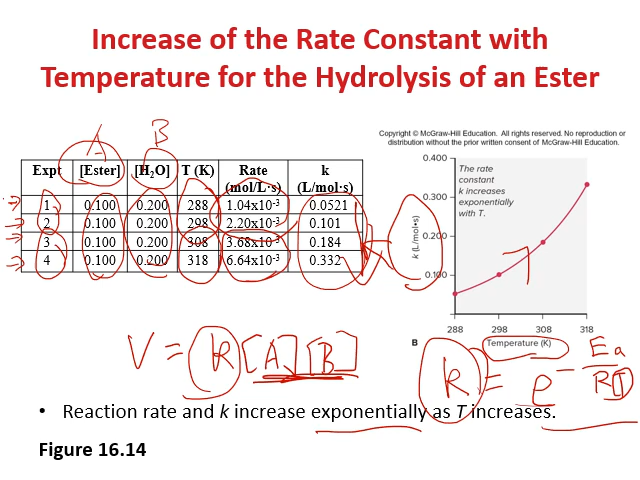 Increase of the Rate Constant with
Temperature for the Hydrolysis of an Ester
A
B
Copyright © McGraw-Hill Education. All rights reserved. No reproduction or
distribution without the prior written consent of McGraw-Hill Education.
Expt [Ester] [H₂O] T (K) Rate (mol/L·s) k (L/mol·s)
1 0.100 0.200 288 1.04x10⁻³ 0.0521
2 0.100 0.200 298 2.20x10⁻³ 0.101
3 0.100 0.200 308 3.68x10⁻³ 0.184
4 0.100 0.200 318 6.64x10⁻³ 0.332
The rate
constant
k increases
exponentially
with T.
0.400
0.300
0.200
0.100
k (L/mol•s)
288 298 308 318
B Temperature (K)
V = k [A] [B]
k = e^-Ea/RT
• Reaction rate and k increase exponentially as T increases.
Figure 16.14